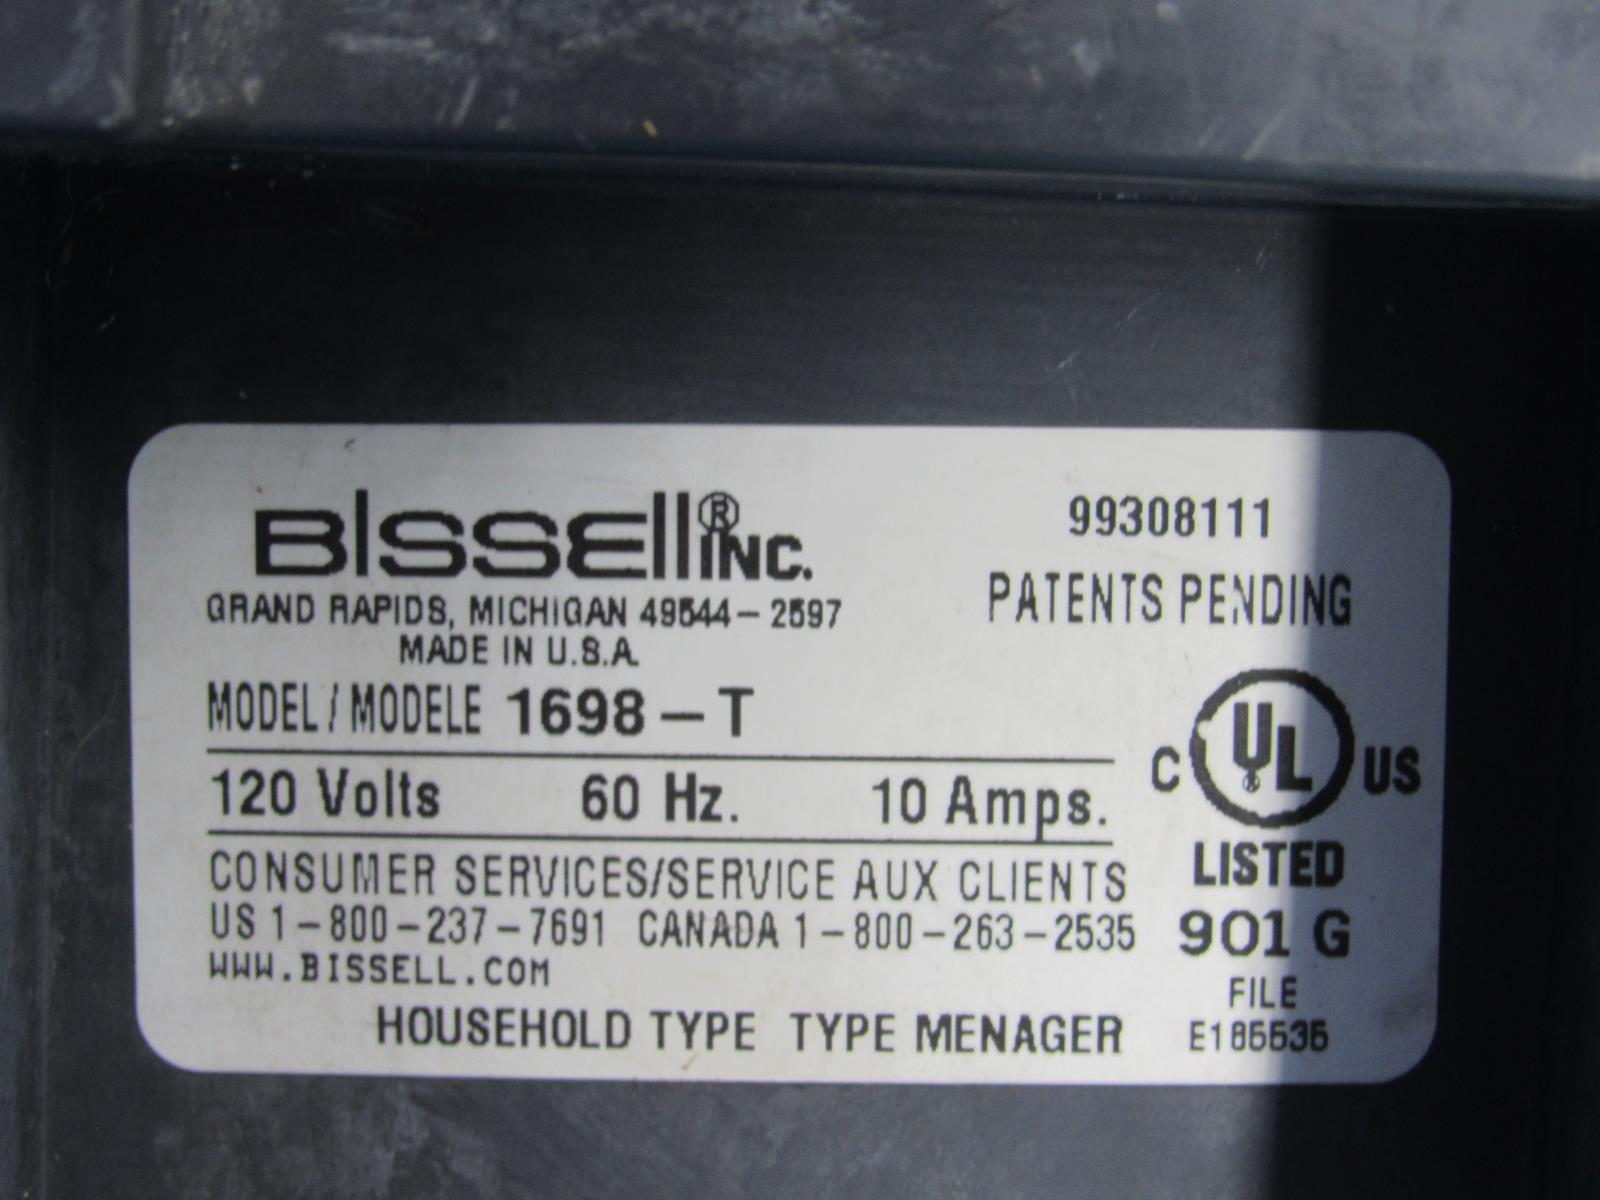 BISSELL® INC.
GRAND RAPIDS, MICHIGAN 49544-2597
MADE IN U.S.A.
MODEL / MODELE 1698-T
120 Volts 60 Hz. 10 Amps.
CONSUMER SERVICES/SERVICE AUX CLIENTS
US 1-800-237-7691 CANADA 1-800-263-2535
WWW.BISSELL.COM
HOUSEHOLD TYPE TYPE MENAGER
99308111
PATENTS PENDING
C UL® US
LISTED
901 G
FILE